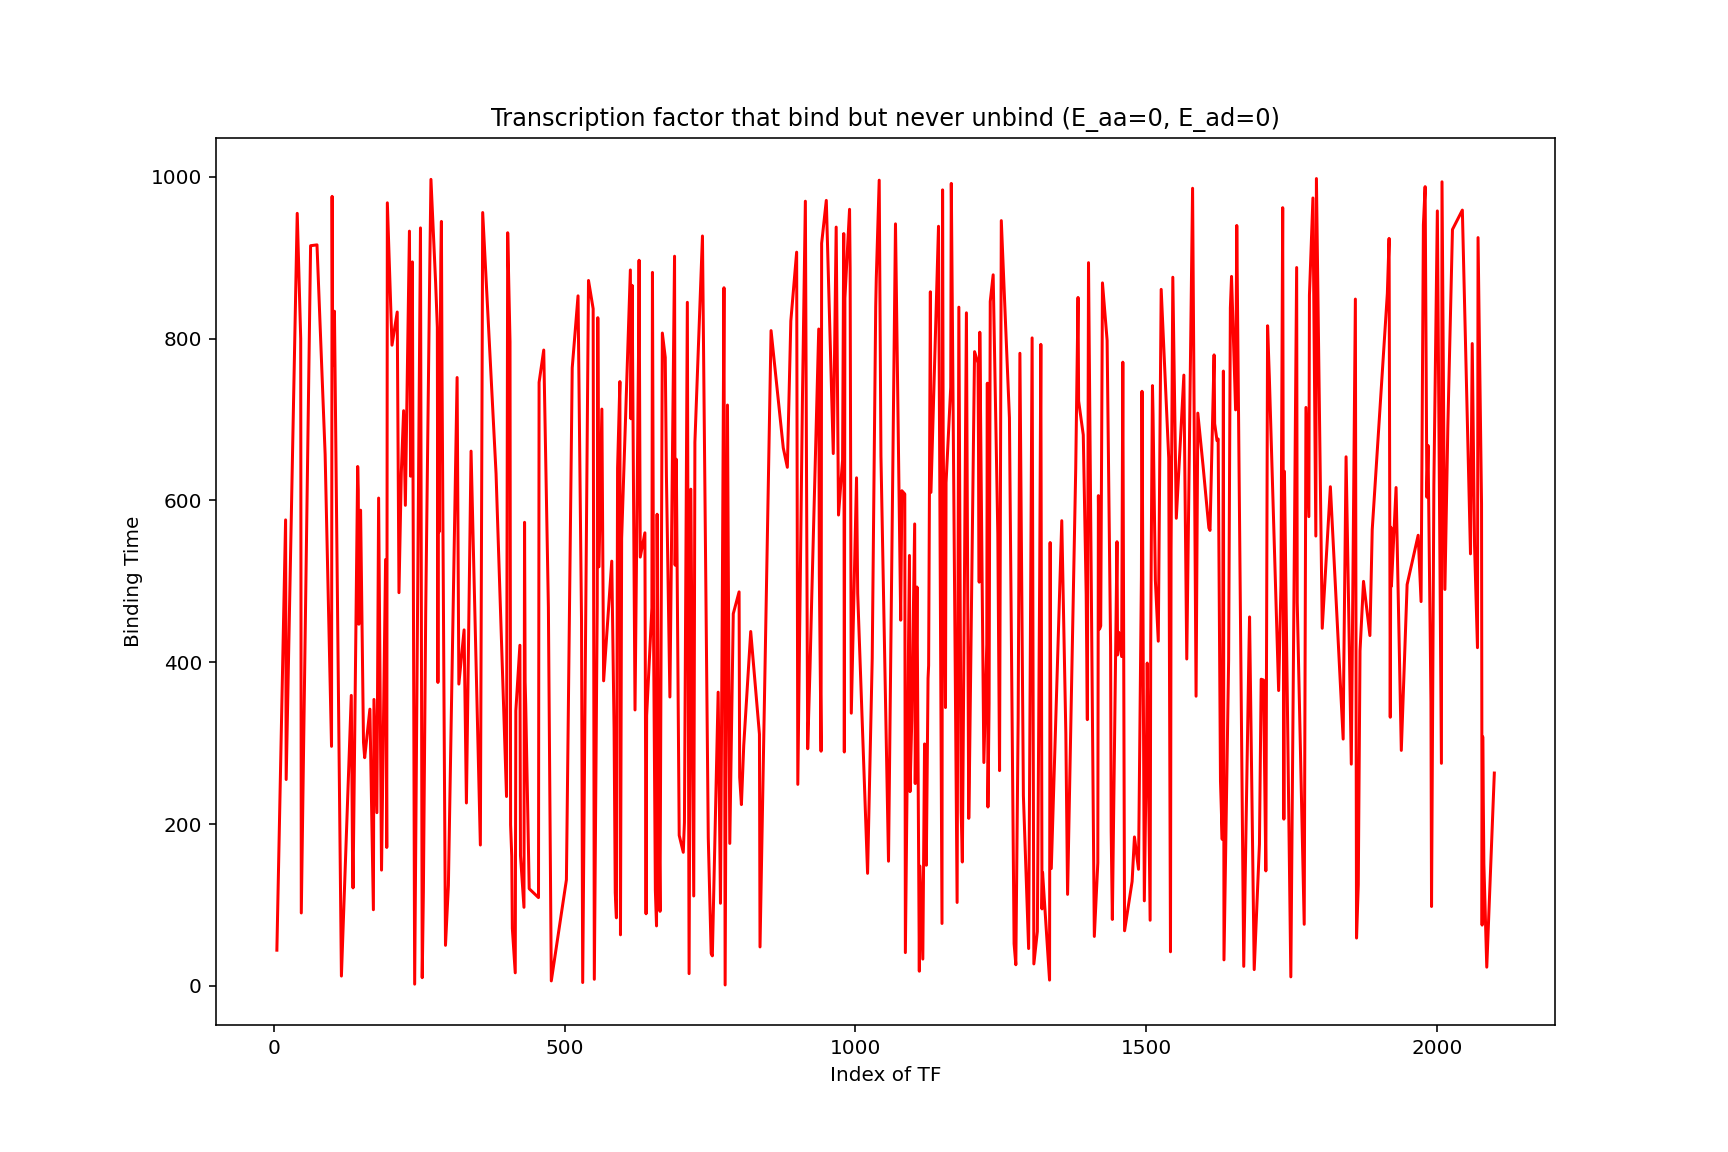 Transcription factor that bind but never unbind (E_aa=0, E_ad=0)
1000
800
600
400
200
0
Binding Time
0 500 1000 1500 2000
Index of TF